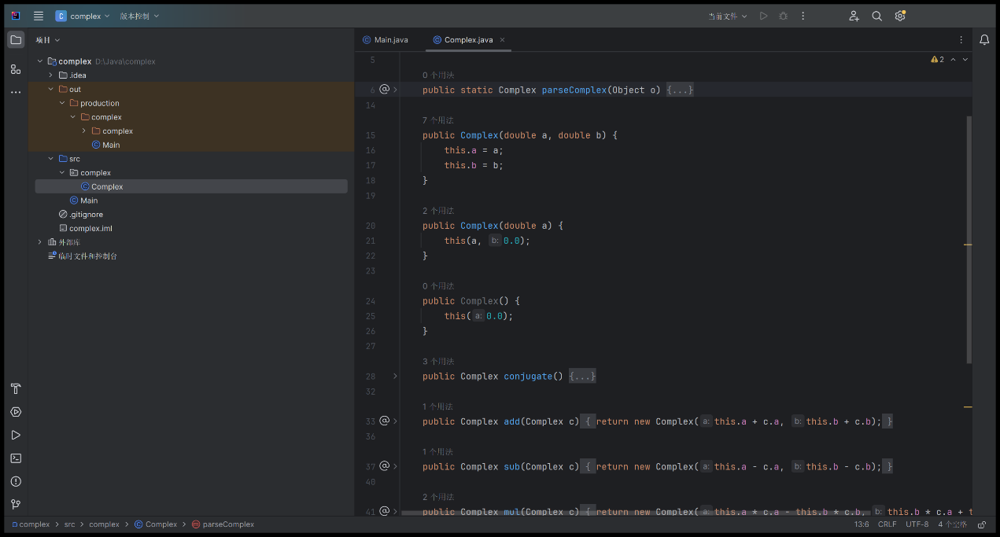 C complex 版本控制 当前文件
项目
Main.java Complex.java
complex D:\Java\complex
.idea
out
production
complex
complex
Main
src
complex
Complex
Main
.gitignore
complex.iml
外部库
临时文件和控制台
2
5
0 个用法
6 @ public static Complex parseComplex(Object o) {...}
14
7 个用法
15 public Complex(double a, double b) {
16 this.a = a;
17 this.b = b;
18 }
19
2 个用法
20 public Complex(double a) {
21 this(a, b: 0.0);
22 }
23
0 个用法
24 public Complex() {
25 this(a: 0.0);
26 }
27
3 个用法
28 public Complex conjugate() {...}
32
1 个用法
33 @ public Complex add(Complex c) { return new Complex( a: this.a + c.a, b: this.b + c.b); }
36
1 个用法
37 @ public Complex sub(Complex c) { return new Complex( a: this.a - c.a, b: this.b - c.b); }
40
2 个用法
41 @ public Complex mul(Complex c) { return new Complex( a: this.a * c.a - this.b * c.b, b: this.b * c.a + t
complex > src > complex > Complex > m parseComplex 13:6 CRLF UTF-8 4 个空格